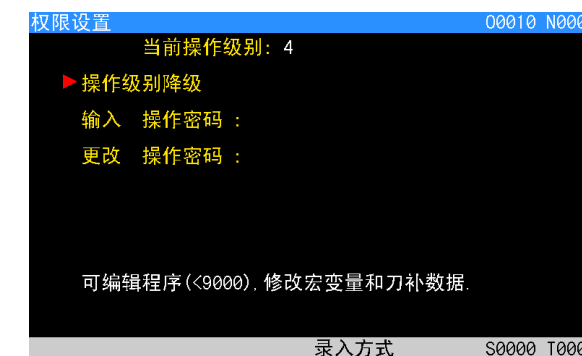 权限设置 O0010 N000
当前操作级别: 4
操作级别降级
输入 操作密码 :
更改 操作密码 :
可编辑程序(<9000),修改宏变量和刀补数据.
录入方式 S0000 T000